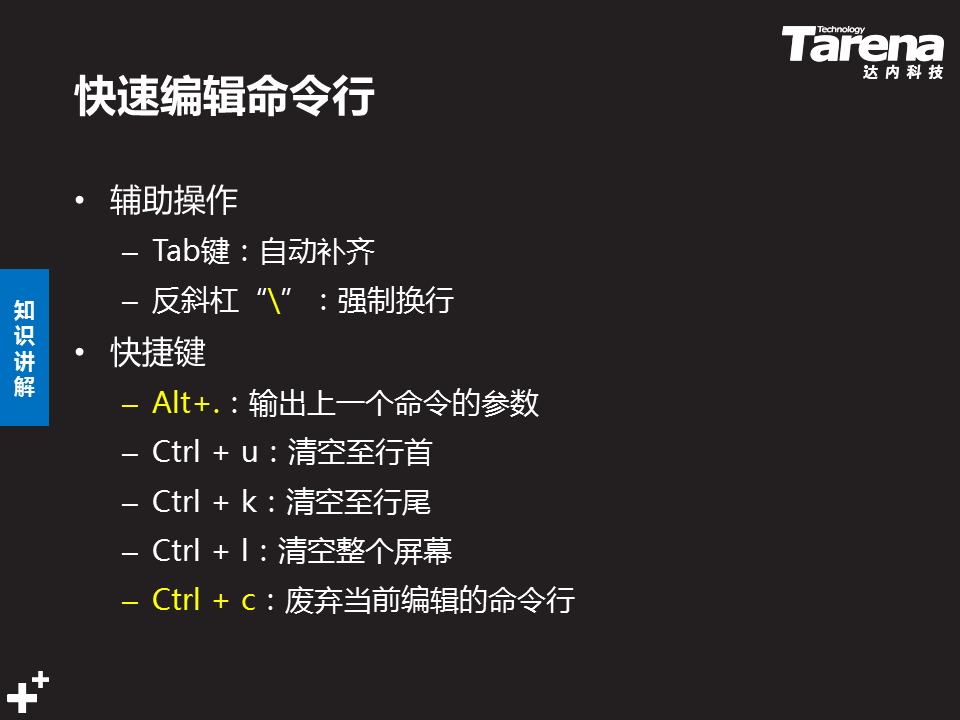 Technology
Tarena
达内科技
快速编辑命令行
• 辅助操作
– Tab键：自动补齐
– 反斜杠“\”：强制换行
• 快捷键
– Alt+.：输出上一个命令的参数
– Ctrl + u：清空至行首
– Ctrl + k：清空至行尾
– Ctrl + l：清空整个屏幕
– Ctrl + c：废弃当前编辑的命令行
知识讲解